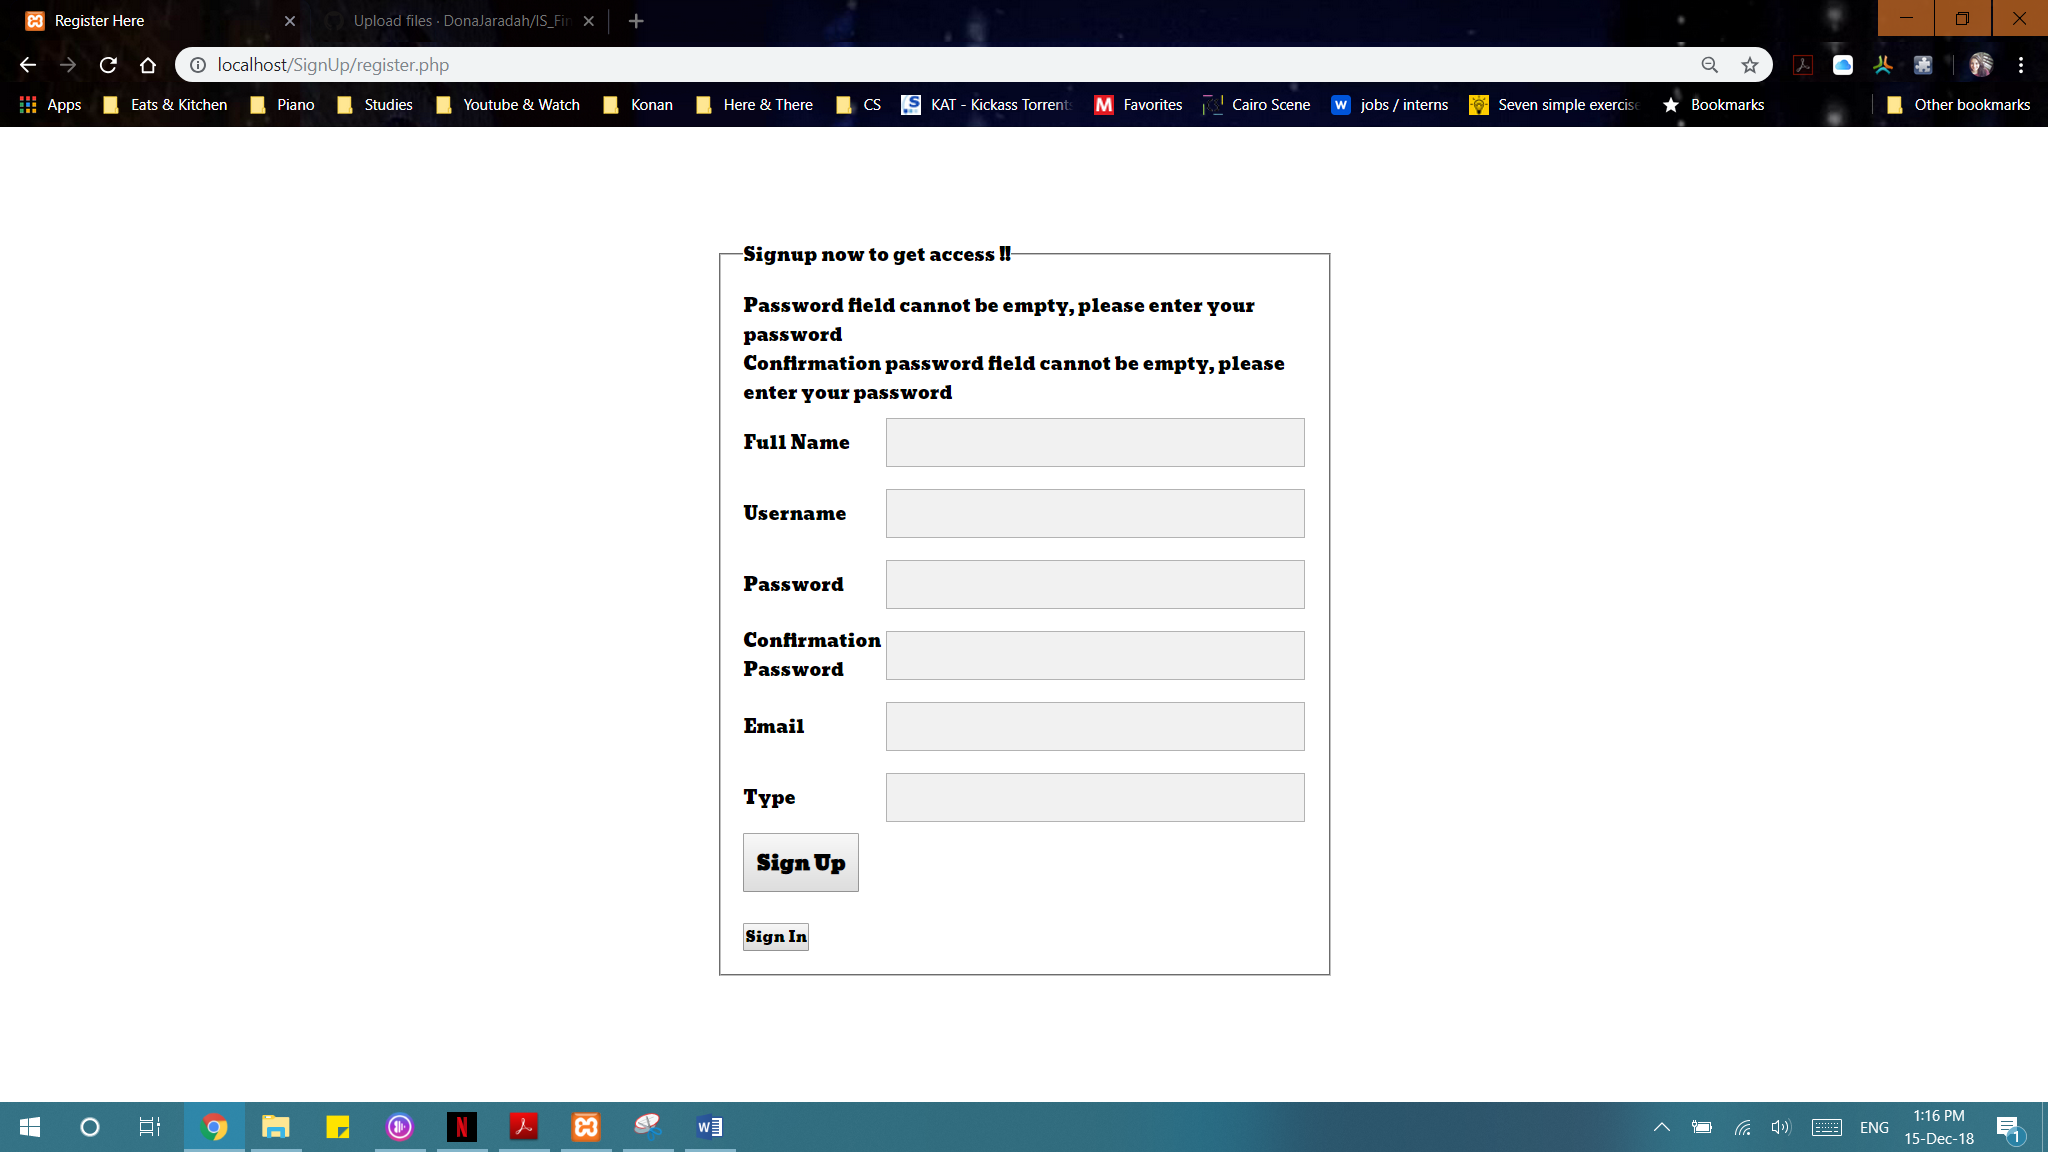 Register Here
Upload files · DonaJaradah/IS_Fin
localhost/SignUp/register.php
Apps Eats & Kitchen Piano Studies Youtube & Watch Konan Here & There CS KAT - Kickass Torrents Favorites Cairo Scene jobs / interns Seven simple exercise Bookmarks Other bookmarks
Signup now to get access !!
Password field cannot be empty, please enter your
password
Confirmation password field cannot be empty, please
enter your password
Full Name
Username
Password
Confirmation
Password
Email
Type
Sign Up
Sign In
ENG
1:16 PM
15-Dec-18
1